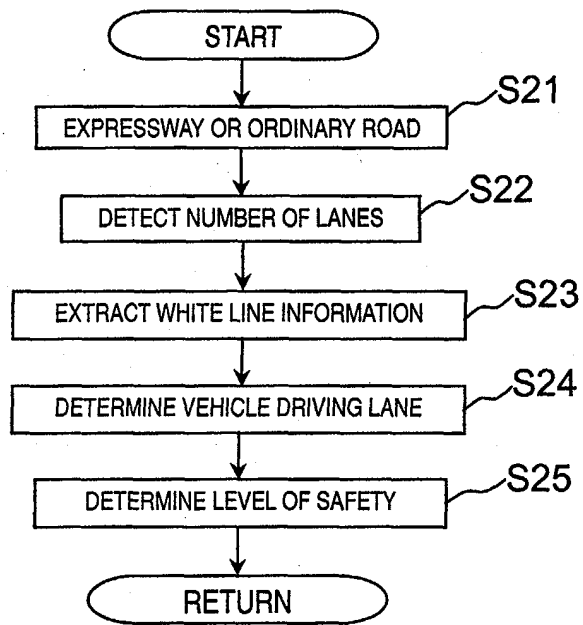 START
S21
EXPRESSWAY OR ORDINARY ROAD
S22
DETECT NUMBER OF LANES
S23
EXTRACT WHITE LINE INFORMATION
S24
DETERMINE VEHICLE DRIVING LANE
S25
DETERMINE LEVEL OF SAFETY
RETURN